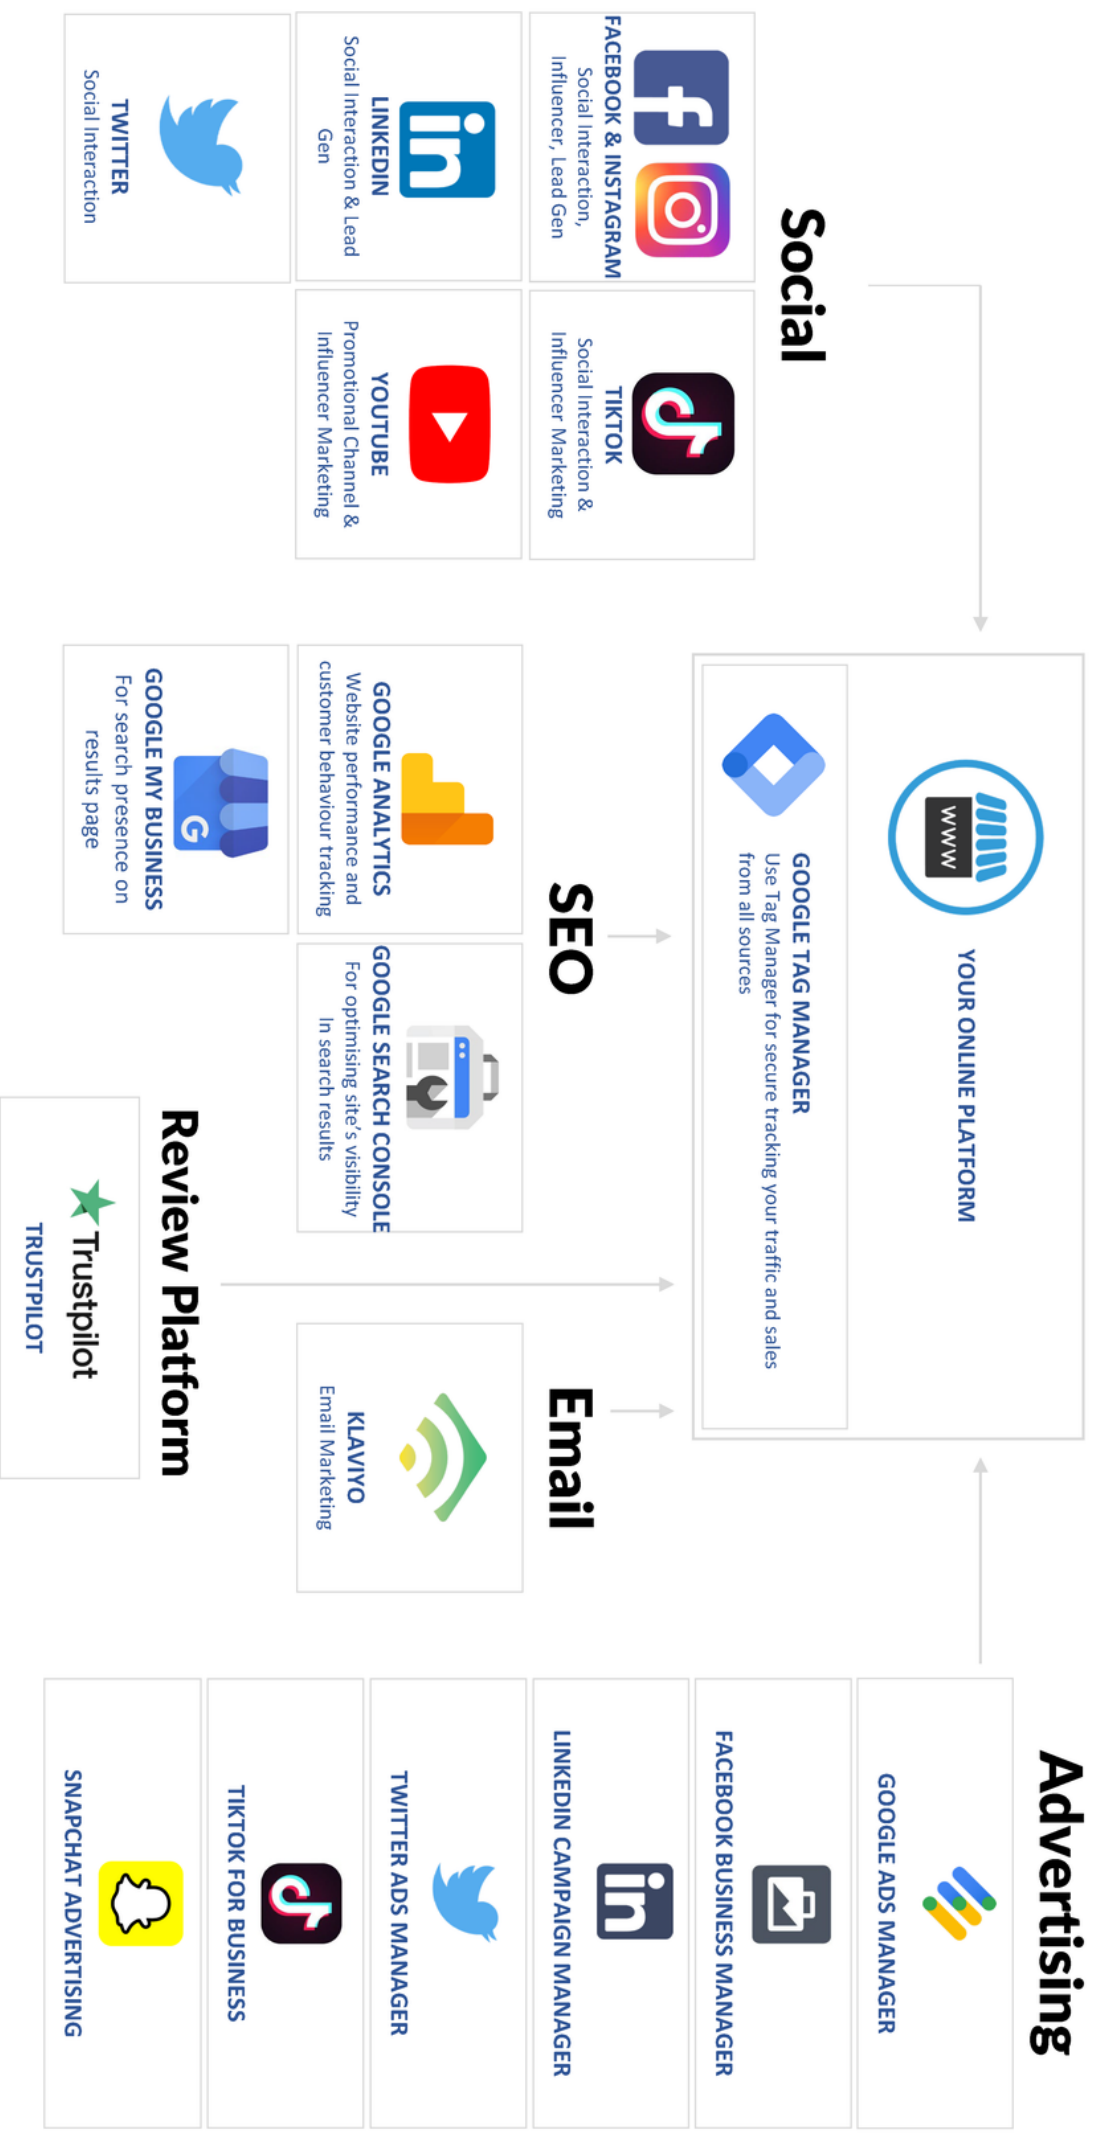 YOUR ONLINE PLATFORM
WWW
GOOGLE TAG MANAGER
Use Tag Manager for secure tracking your traffic and sales
from all sources
Social
FACEBOOK & INSTAGRAM
Social Interaction,
Influencer, Lead Gen
TIKTOK
Social Interaction &
Influencer Marketing
in
LINKEDIN
Social Interaction & Lead
Gen
YOUTUBE
Promotional Channel &
Influencer Marketing
TWITTER
Social Interaction
SEO
GOOGLE ANALYTICS
Website performance and
customer behaviour tracking
GOOGLE SEARCH CONSOLE
For optimising site's visibility
In search results
G
GOOGLE MY BUSINESS
For search presence on
results page
Email
KLAVIYO
Email Marketing
Review Platform
Trustpilot
TRUSTPILOT
Advertising
GOOGLE ADS MANAGER
FACEBOOK BUSINESS MANAGER
in
LINKEDIN CAMPAIGN MANAGER
TWITTER ADS MANAGER
TIKTOK FOR BUSINESS
SNAPCHAT ADVERTISING